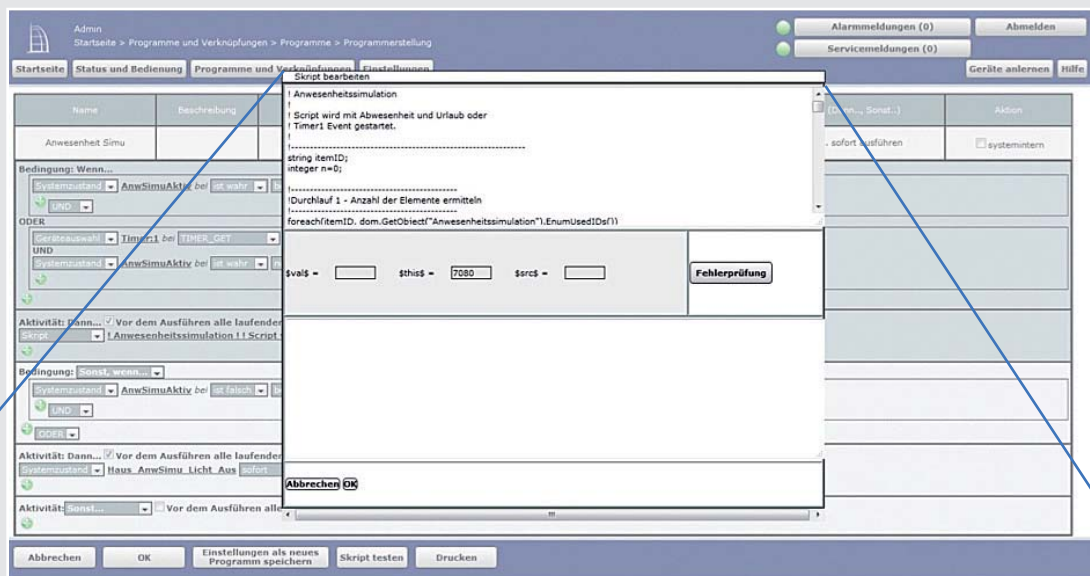 Admin
Startseite > Programme und Verknüpfungen > Programme > Programmerstellung
Alarmmeldungen (0)
Abmelden
Servicemeldungen (0)
Startseite
Status und Bedienung
Programme und Verknüpfungen
Einstellungen
Geräte anlernen
Hilfe
Skript bearbeiten
! Anwesenheitssimulation
!
! Script wird mit Abwesenheit und Urlaub oder
! Timer1 Event gestartet.
!
!------------------------------------------------------------
string itemID;
integer n=0;
!-------------------------------------------
!Durchlauf 1 - Anzahl der Elemente ermitteln
!-------------------------------------------
foreach(itemID, dom.GetObject("Anwesenheitssimulation").EnumUsedIDs())
$val$ =
$this$ = 7080
$src$ =
Fehlerprüfung
Abbrechen OK
Name
Beschreibung
(Dann.., Sonst..)
Aktion
Anwesenheit Simu
sofort ausführen
systemintern
Bedingung: Wenn...
Systemzustand AnwSimuAktiv bei ist wahr
UND
ODER
Geräteauswahl Timer:1 bei TIMER_GET
UND
Systemzustand AnwSimuAktiv bei ist wahr
Aktivität: Dann... Vor dem Ausführen alle laufenden
Skript ! Anwesenheitssimulation ! ! Script
Bedingung: Sonst, wenn...
Systemzustand AnwSimuAktiv bei ist falsch
UND
ODER
Aktivität: Dann... Vor dem Ausführen alle laufenden
Systemzustand Haus_AnwSimu_Licht_Aus sofort
Aktivität: Sonst... Vor dem Ausführen alle
Abbrechen
OK
Einstellungen als neues
Programm speichern
Skript testen
Drucken